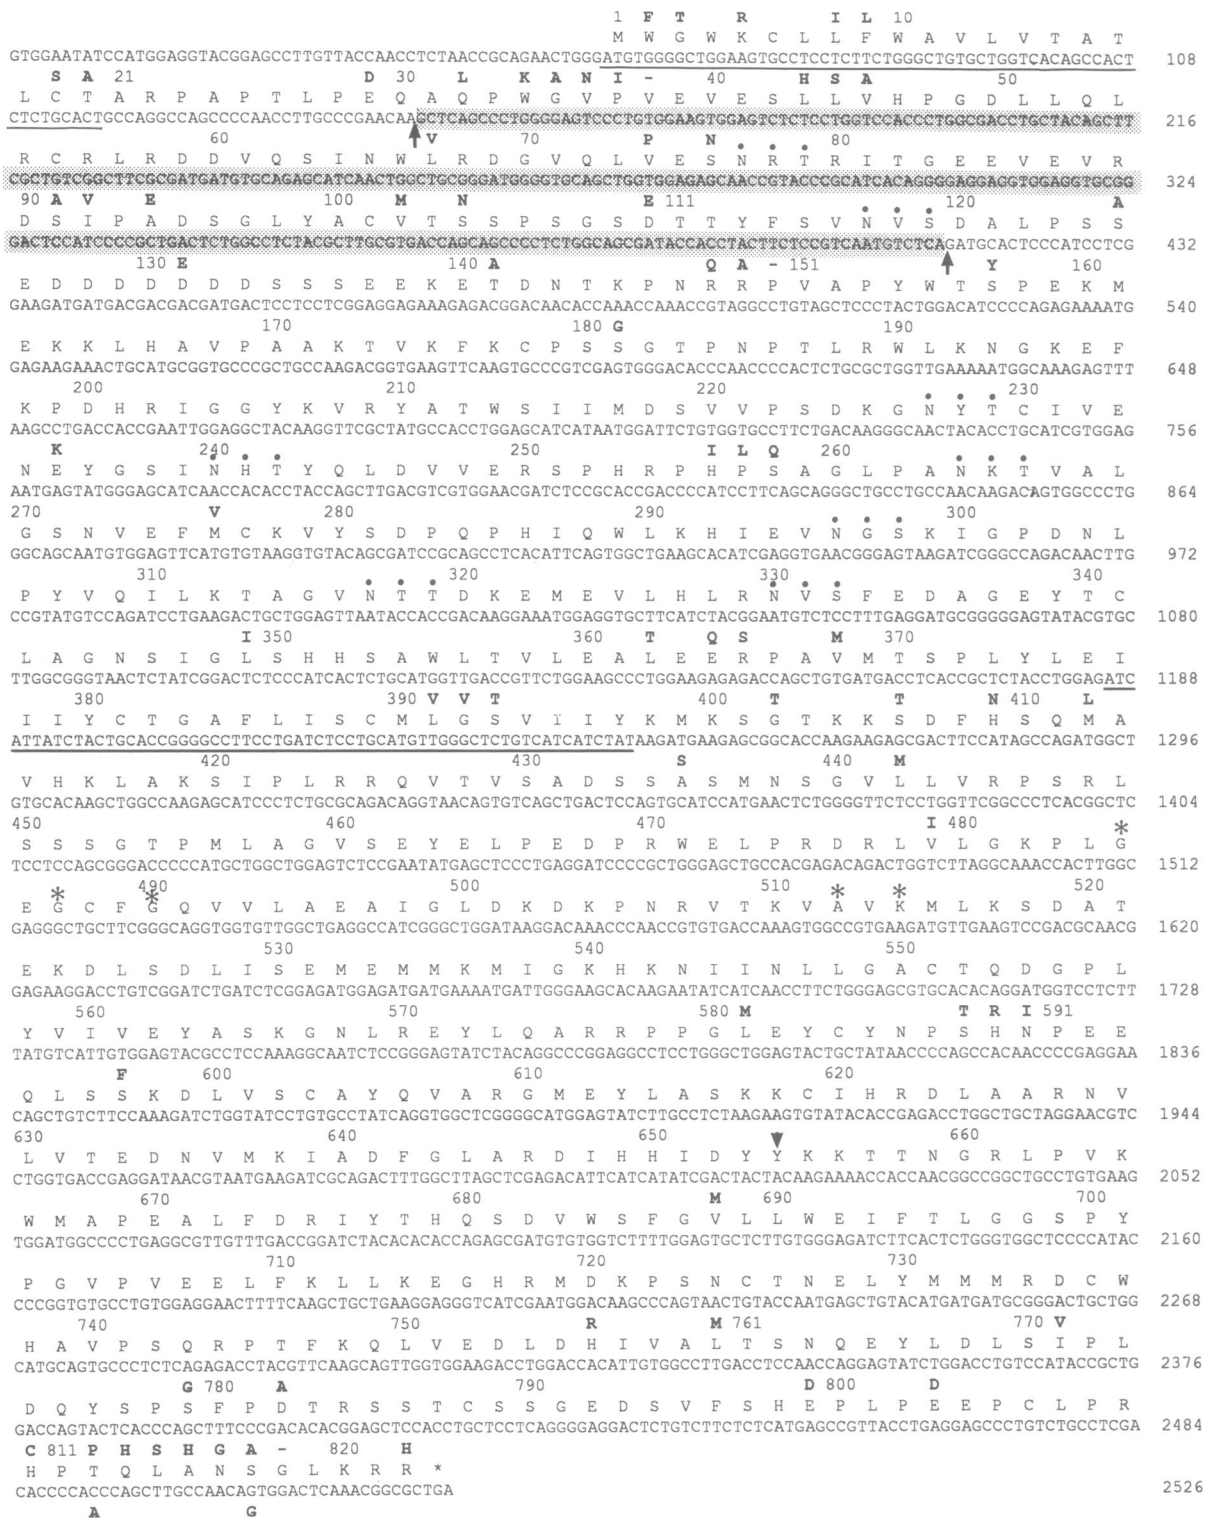 1 F T R I L 10
M W G W K C L L F W A V L V T A T
GTGGAATATCCATGGAGGTACGGAGCCTTGTTACCAACCTCTAACCGCAGAACTGGGATGTGGGGCTGGAAGTGCCTCCTCTTCTGGGCTGTGCTGGTCACAGCCACT 108
S A 21 D 30 L K A N I - 40 H S A 50
L C T A R P A P T L P E Q A Q P W G V P V E V E S L L V H P G D L L Q L
CTCTGCACTGCCAGGCCAGCCCCAACCTTGCCCGAACAAGCTCAGCCCTGGGGAGTCCCTGTGGAAGTGGAGTCTCTCCTGGTCCACCCTGGCGACCTGCTACAGCTT 216
60 V 70 P N 80
R C R L R D D V Q S I N W L R D G V Q L V E S N R T R I T G E E V E V R
CGCTGTCGGCTTCGCGATGATGTGCAGAGCATCAACTGGCTGCGGGATGGGGTGCAGCTGGTGGAGAGCAACCGTACCCGCATCACAGGGGAGGAGGTGGAGGTGCGG 324
90 A V E 100 M N E 111 120 A
D S I P A D S G L Y A C V T S S P S G S D T T Y F S V N V S D A L P S S
GACTCCATCCCCGCTGACTCTGGCCTCTACGCTTGCGTGACCAGCAGCCCCTCTGGCAGCGATACCACCTACTTCTCCGTCAATGTCTCAGATGCACTCCCATCCTCG 432
130 E 140 A Q A - 151 Y 160
E D D D D D D D S S S E E K E T D N T K P N R R P V A P Y W T S P E K M
GAAGATGATGACGACGACGATGACTCCTCCTCGGAGGAGAAAGAGACGGACAACACCAAACCAAACCGTAGGCCTGTAGCTCCCTACTGGACATCCCCAGAGAAAATG 540
170 180 G 190
E K K L H A V P A A K T V K F K C P S S G T P N P T L R W L K N G K E F
GAGAAGAAACTGCATGCGGTGCCCGCTGCCAAGACGGTGAAGTTCAAGTGCCCGTCGAGTGGGACACCCAACCCCACTCTGCGCTGGTTGAAAAATGGCAAAGAGTTT 648
200 210 220 230
K P D H R I G G Y K V R Y A T W S I I M D S V V P S D K G N Y T C I V E
AAGCCTGACCACCGAATTGGAGGCTACAAGGTTCGCTATGCCACCTGGAGCATCATAATGGATTCTGTGGTGCCTTCTGACAAGGGCAACTACACCTGCATCGTGGAG 756
K 240 250 I L Q 260
N E Y G S I N H T Y Q L D V V E R S P H R P H P S A G L P A N K T V A L
AATGAGTATGGGAGCATCAACCACACCTACCAGCTTGACGTCGTGGAACGATCTCCGCACCGACCCCATCCTTCAGCAGGGCTGCCTGCCAACAAGACAGTGGCCCTG 864
270 V 280 290 300
G S N V E F M C K V Y S D P Q P H I Q W L K H I E V N G S K I G P D N L
GGCAGCAATGTGGAGTTCATGTGTAAGGTGTACAGCGATCCGCAGCCTCACATTCAGTGGCTGAAGCACATCGAGGTGAACGGGAGTAAGATCGGGCCAGACAACTTG 972
310 320 330 340
P Y V Q I L K T A G V N T T D K E M E V L H L R N V S F E D A G E Y T C
CCGTATGTCCAGATCCTGAAGACTGCTGGAGTTAATACCACCGACAAGGAAATGGAGGTGCTTCATCTACGGAATGTCTCCTTTGAGGATGCGGGGGAGTATACGTGC 1080
I 350 360 T Q S M 370
L A G N S I G L S H H S A W L T V L E A L E E R P A V M T S P L Y L E I
TTGGCGGGTAACTCTATCGGACTCTCCCATCACTCTGCATGGTTGACCGTTCTGGAAGCCCTGGAAGAGAGACCAGCTGTGATGACCTCACCGCTCTACCTGGAGATC 1188
380 390 V V T 400 T T N 410 L
I I Y C T G A F L I S C M L G S V I I Y K M K S G T K K S D F H S Q M A
ATTATCTACTGCACCGGGGCCTTCCTGATCTCCTGCATGTTGGGCTCTGTCATCATCTATAAGATGAAGAGCGGCACCAAGAAGAGCGACTTCCATAGCCAGATGGCT 1296
420 430 S 440 M
V H K L A K S I P L R R Q V T V S A D S S A S M N S G V L L V R P S R L
GTGCACAAGCTGGCCAAGAGCATCCCTCTGCGCAGACAGGTAACAGTGTCAGCTGACTCCAGTGCATCCATGAACTCTGGGGTTCTCCTGGTTCGGCCCTCACGGCTC 1404
450 460 470 I 480 *
S S S G T P M L A G V S E Y E L P E D P R W E L P R D R L V L G K P L G
TCCTCCAGCGGGACCCCCATGCTGGCTGGAGTCTCCGAATATGAGCTCCCTGAGGATCCCCGCTGGGAGCTGCCACGAGACAGACTGGTCTTAGGCAAACCACTTGGC 1512
* 490 * 500 510 * * 520
E G C F G Q V V L A E A I G L D K D K P N R V T K V A V K M L K S D A T
GAGGGCTGCTTCGGGCAGGTGGTGTTGGCTGAGGCCATCGGGCTGGATAAGGACAAACCCAACCGTGTGACCAAAGTGGCCGTGAAGATGTTGAAGTCCGACGCAACG 1620
530 540 550
E K D L S D L I S E M E M M K M I G K H K N I I N L L G A C T Q D G P L
GAGAAGGACCTGTCGGATCTGATCTCGGAGATGGAGATGATGAAAATGATTGGGAAGCACAAGAATATCATCAACCTTCTGGGAGCGTGCACACAGGATGGTCCTCTT 1728
560 570 580 M T R I 591
Y V I V E Y A S K G N L R E Y L Q A R R P P G L E Y C Y N P S H N P E E
TATGTCATTGTGGAGTACGCCTCCAAAGGCAATCTCCGGGAGTATCTACAGGCCCGGAGGCCTCCTGGGCTGGAGTACTGCTATAACCCCAGCCACAACCCCGAGGAA 1836
F 600 610 620
Q L S S K D L V S C A Y Q V A R G M E Y L A S K K C I H R D L A A R N V
CAGCTGTCTTCCAAAGATCTGGTATCCTGTGCCTATCAGGTGGCTCGGGGCATGGAGTATCTTGCCTCTAAGAAGTGTATACACCGAGACCTGGCTGCTAGGAACGTC 1944
630 640 650 660
L V T E D N V M K I A D F G L A R D I H H I D Y Y K K T T N G R L P V K
CTGGTGACCGAGGATAACGTAATGAAGATCGCAGACTTTGGCTTAGCTCGAGACATTCATCATATCGACTACTACAAGAAAACCACCAACGGCCGGCTGCCTGTGAAG 2052
670 680 M 690 700
W M A P E A L F D R I Y T H Q S D V W S F G V L L W E I F T L G G S P Y
TGGATGGCCCCTGAGGCGTTGTTTGACCGGATCTACACACACCAGAGCGATGTGTGGTCTTTTGGAGTGCTCTTGTGGGAGATCTTCACTCTGGGTGGCTCCCCATAC 2160
710 720 730
P G V P V E E L F K L L K E G H R M D K P S N C T N E L Y M M M R D C W
CCCGGTGTGCCTGTGGAGGAACTTTTCAAGCTGCTGAAGGAGGGTCATCGAATGGACAAGCCCAGTAACTGTACCAATGAGCTGTACATGATGATGCGGGACTGCTGG 2268
740 750 R M 761 770 V
H A V P S Q R P T F K Q L V E D L D H I V A L T S N Q E Y L D L S I P L
CATGCAGTGCCCTCTCAGAGACCTACGTTCAAGCAGTTGGTGGAAGACCTGGACCACATTGTGGCCTTGACCTCCAACCAGGAGTATCTGGACCTGTCCATACCGCTG 2376
G 780 A 790 D 800 D
D Q Y S P S F P D T R S S T C S S G E D S V F S H E P L P E E P C L P R
GACCAGTACTCACCCAGCTTTCCCGACACACGGAGCTCCACCTGCTCCTCAGGGGAGGACTCTGTCTTCTCTCATGAGCCGTTACCTGAGGAGCCCTGTCTGCCTCGA 2484
C 811 P H S H G A - 820 H
H P T Q L A N S G L K R R *
CACCCCACCCAGCTTGCCAACAGTGGACTCAAACGGCGCTGA 2526
A G